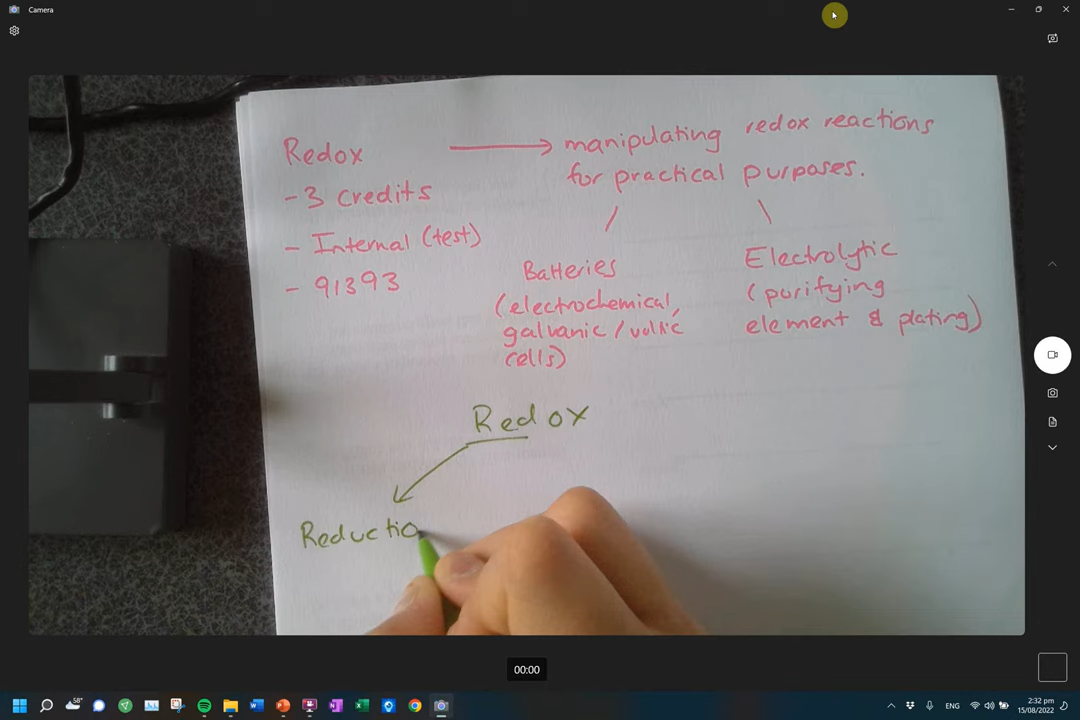 Camera
Redox → manipulating redox reactions
for practical purposes.
- 3 credits
- Internal (test)
- 91393
Batteries
(electrochemical,
galvanic / voltic
cells)
Electrolytic
(purifying
element & plating)
Redox
Reductio
00:00
58°
ENG
2:32 pm
15/08/2022